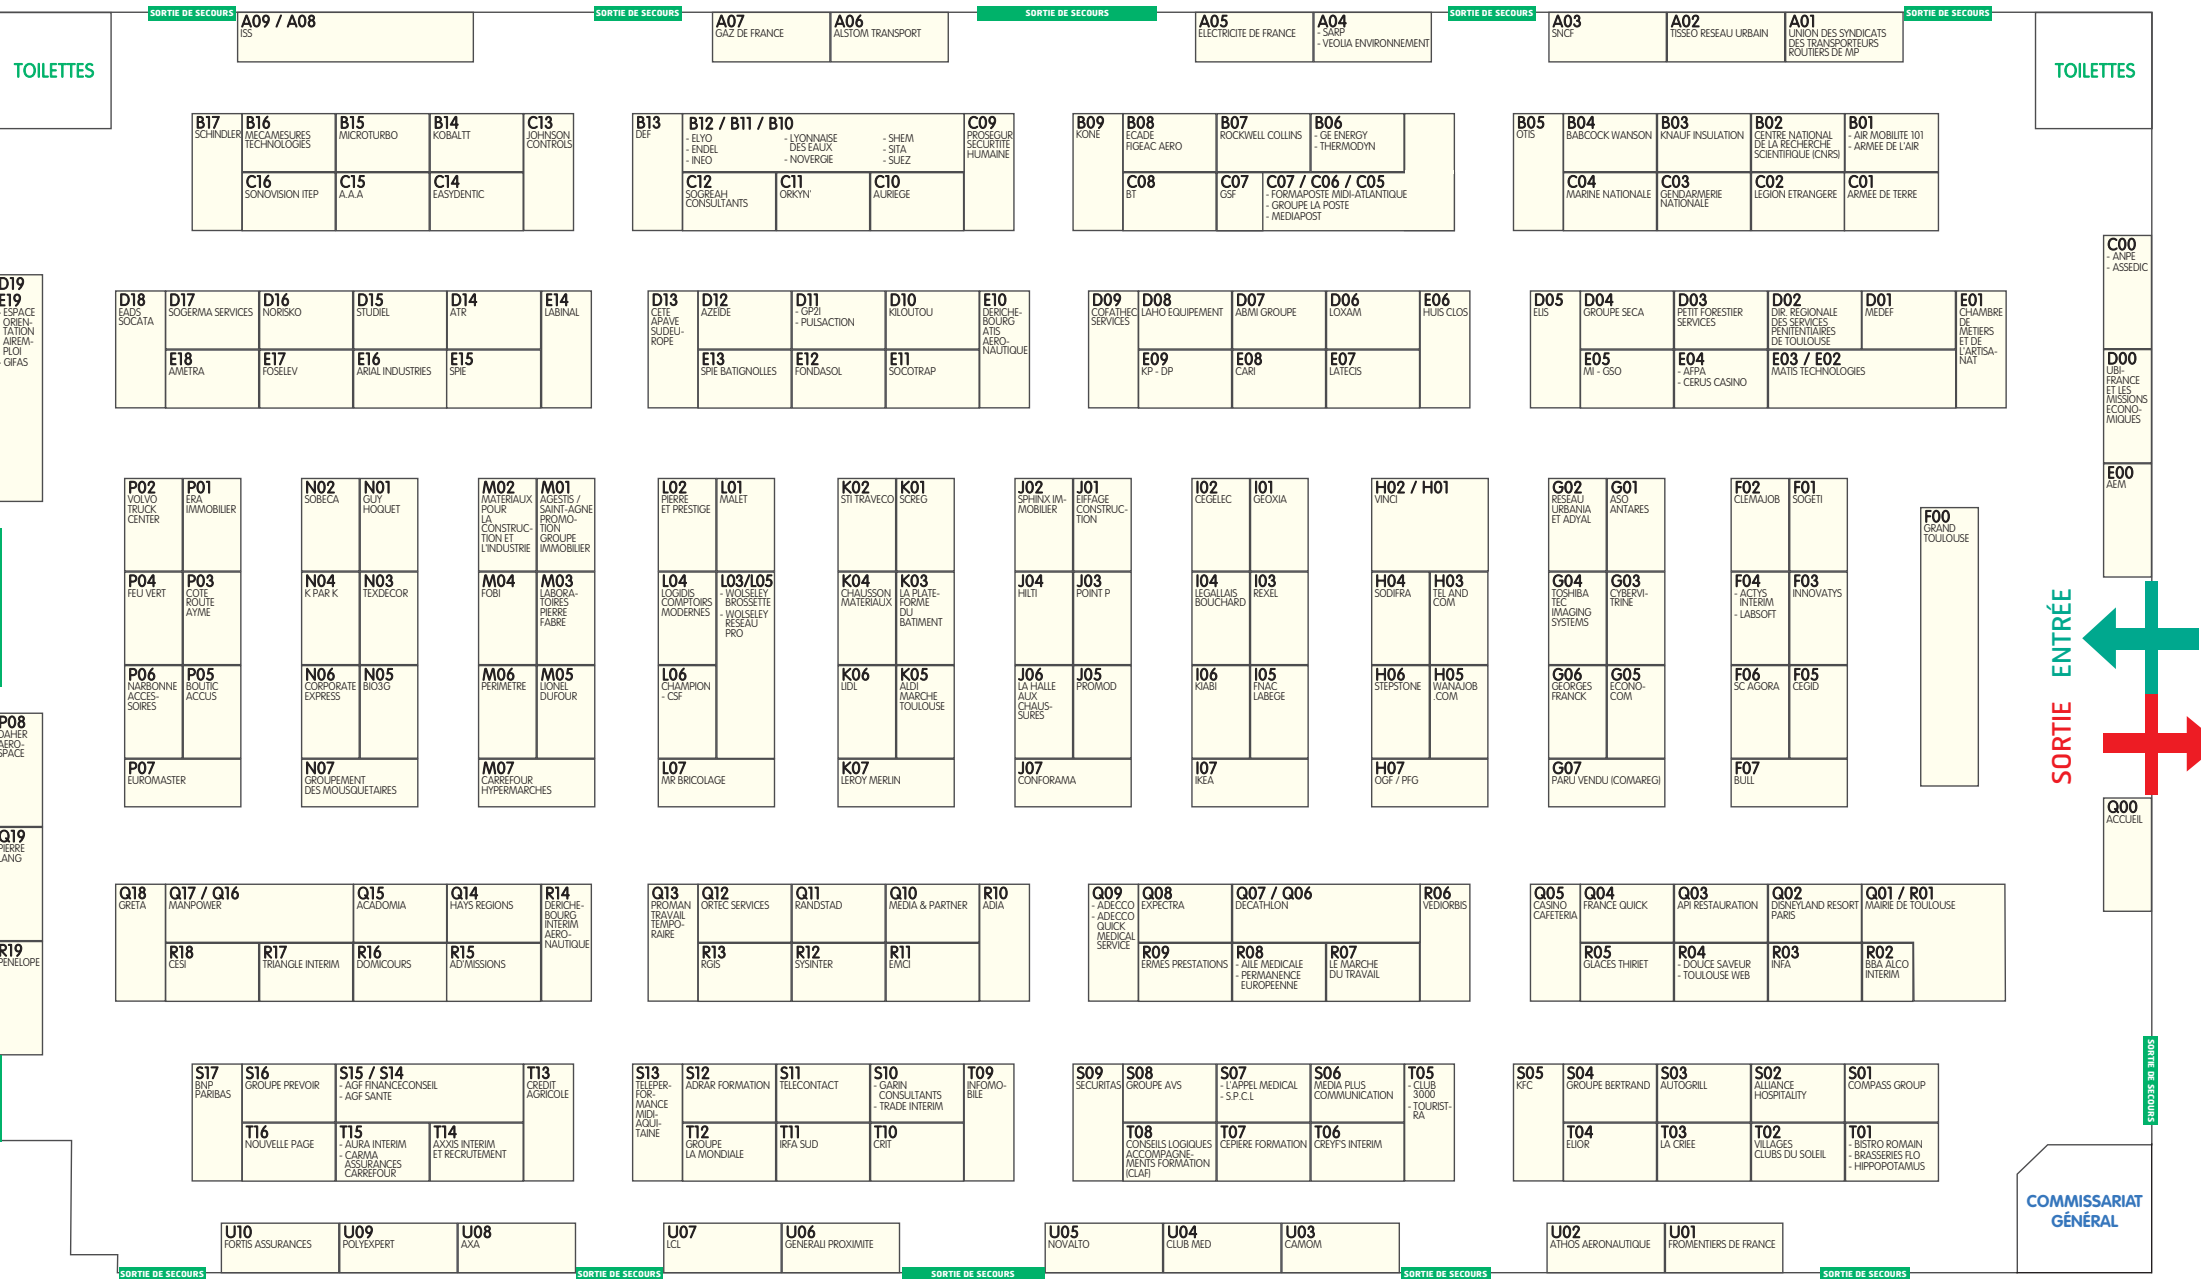 SORTIE DE SECOURS
SORTIE DE SECOURS
SORTIE DE SECOURS
SORTIE DE SECOURS
SORTIE DE SECOURS
TOILETTES
A09 / A08
ISS
A07
GAZ DE FRANCE
A06
ALSTOM TRANSPORT
A05
ELECTRICITE DE FRANCE
A04
- SARP
- VEOLIA ENVIRONNEMENT
A03
SNCF
A02
TISSEO RESEAU URBAIN
A01
UNION DES SYNDICATS
DES TRANSPORTEURS
ROUTIERS DE MP
TOILETTES
B17
SCHINDLER
B16
MECAMESURES
TECHNOLOGIES
B15
MICROTURBO
B14
KOBALTT
C13
JOHNSON
CONTROLS
C16
SONOVISION ITEP
C15
A.A.A
C14
EASYDENTIC
B13
DEF
B12 / B11 / B10
- ELYO
- ENDEL
- INEO
- LYONNAISE
DES EAUX
- NOVERGIE
- SHEM
- SITA
- SUEZ
C09
PROSEGUR
SECURTITE
HUMAINE
C12
SOGREAH
CONSULTANTS
C11
ORKYN'
C10
AURIEGE
B09
KONE
B08
ECADE
FIGEAC AERO
B07
ROCKWELL COLLINS
B06
- GE ENERGY
- THERMODYN
C08
BT
C07
GSF
C07 / C06 / C05
- FORMAPOSTE MIDI-ATLANTIQUE
- GROUPE LA POSTE
- MEDIAPOST
B05
OTIS
B04
BABCOCK WANSON
B03
KNAUF INSULATION
B02
CENTRE NATIONAL
DE LA RECHERCHE
SCIENTIFIQUE (CNRS)
B01
- AIR MOBILITE 101
- ARMEE DE L'AIR
C04
MARINE NATIONALE
C03
GENDARMERIE
NATIONALE
C02
LEGION ETRANGERE
C01
ARMEE DE TERRE
C00
- ANPE
- ASSEDIC
D00
UBI-
FRANCE
ET LES
MISSIONS
ECONO-
MIQUES
E00
AEM
D19
E19
- ESPACE
ORIEN-
TATION
AIREM-
PLOI
- GIFAS
D18
EADS
SOCATA
D17
SOGERMA SERVICES
D16
NORISKO
D15
STUDIEL
D14
ATR
E14
LABINAL
E18
AMETRA
E17
FOSELEV
E16
ARIAL INDUSTRIES
E15
SPIE
D13
CETE
APAVE
SUDEU-
ROPE
D12
AZEIDE
D11
- GP2I
- PULSACTION
D10
KILOUTOU
E10
DERICHE-
BOURG
ATIS
AERO-
NAUTIQUE
E13
SPIE BATIGNOLLES
E12
FONDASOL
E11
SOCOTRAP
D09
COFATHEC
SERVICES
D08
LAHO EQUIPEMENT
D07
ABMI GROUPE
D06
LOXAM
E06
HUIS CLOS
E09
KP - DP
E08
CARI
E07
LATECIS
D05
ELIS
D04
GROUPE SECA
D03
PETIT FORESTIER
SERVICES
D02
DIR. REGIONALE
DES SERVICES
PENITENTIAIRES
DE TOULOUSE
D01
MEDEF
E01
CHAMBRE
DE
METIERS
ET DE
L'ARTISA-
NAT
E05
MI - GSO
E04
- AFPA
- CERUS CASINO
E03 / E02
MATIS TECHNOLOGIES
P02
VOLVO
TRUCK
CENTER
P01
ERA
IMMOBILIER
P04
FEU VERT
P03
COTE
ROUTE
AYME
P06
NARBONNE
ACCES-
SOIRES
P05
BOUTIC
ACCUS
P07
EUROMASTER
N02
SOBECA
N01
GUY
HOQUET
N04
K PAR K
N03
TEXDECOR
N06
CORPORATE
EXPRESS
N05
BIO3G
N07
GROUPEMENT
DES MOUSQUETAIRES
M02
MATERIAUX
POUR
LA
CONSTRUC-
TION ET
L'INDUSTRIE
M01
AGESTIS /
SAINT-AGNE
PROMO-
TION
GROUPE
IMMOBILIER
M04
FOBI
M03
LABORA-
TOIRES
PIERRE
FABRE
M06
PERIMETRE
M05
LIONEL
DUFOUR
M07
CARREFOUR
HYPERMARCHES
L02
PIERRE
ET PRESTIGE
L01
MALET
L04
LOGIDIS
COMPTOIRS
MODERNES
L03/L05
- WOLSELEY
BROSSETTE
- WOLSELEY
RESEAU
PRO
L06
CHAMPION
- CSF
L07
MR BRICOLAGE
K02
STI TRAVECO
K01
SCREG
K04
CHAUSSON
MATERIAUX
K03
LA PLATE-
FORME
DU
BATIMENT
K06
LIDL
K05
ALDI
MARCHE
TOULOUSE
K07
LEROY MERLIN
J02
SPHINX IM-
MOBILIER
J01
EIFFAGE
CONSTRUC-
TION
J04
HILTI
J03
POINT P
J06
LA HALLE
AUX
CHAUS-
SURES
J05
PROMOD
J07
CONFORAMA
I02
CEGELEC
I01
GEOXIA
I04
LEGALLAIS
BOUCHARD
I03
REXEL
I06
KIABI
I05
FNAC
LABEGE
I07
IKEA
H02 / H01
VINCI
H04
SODIFRA
H03
TEL AND
COM
H06
STEPSTONE
H05
WANAJOB
.COM
H07
OGF / PFG
G02
RESEAU
URBANIA
ET ADYAL
G01
ASO
ANTARES
G04
TOSHIBA
TEC
IMAGING
SYSTEMS
G03
CYBERVI-
TRINE
G06
GEORGES
FRANCK
G05
ECONO-
COM
G07
PARU VENDU (COMAREG)
F02
CLEMAJOB
F01
SOGETI
F04
- ACTYS
INTERIM
- LABSOFT
F03
INNOVATYS
F06
SC AGORA
F05
CEGID
F07
BULL
F00
GRAND
TOULOUSE
ENTRÉE
SORTIE
Q00
ACCUEIL
P08
DAHER
AERO-
SPACE
Q19
PIERRE
LANG
R19
PENELOPE
Q18
GRETA
Q17 / Q16
MANPOWER
Q15
ACADOMIA
Q14
HAYS REGIONS
R14
DERICHE-
BOURG
INTERIM
AERO-
NAUTIQUE
R18
CESI
R17
TRIANGLE INTERIM
R16
DOMICOURS
R15
AD'MISSIONS
Q13
PROMAN
TRAVAIL
TEMPO-
RAIRE
Q12
ORTEC SERVICES
Q11
RANDSTAD
Q10
MEDIA & PARTNER
R10
ADIA
R13
RGIS
R12
SYSINTER
R11
EMCI
Q09
- ADECCO
- ADECCO
QUICK
MEDICAL
SERVICE
Q08
EXPECTRA
Q07 / Q06
DECATHLON
R06
VEDIORBIS
R09
ERMES PRESTATIONS
R08
- AILE MEDICALE
- PERMANENCE
EUROPEENNE
R07
LE MARCHE
DU TRAVAIL
Q05
CASINO
CAFETERIA
Q04
FRANCE QUICK
Q03
API RESTAURATION
Q02
DISNEYLAND RESORT
PARIS
Q01 / R01
MAIRIE DE TOULOUSE
R05
GLACES THIRIET
R04
- DOUCE SAVEUR
- TOULOUSE WEB
R03
INFA
R02
BBA ALCO
INTERIM
S17
BNP
PARIBAS
S16
GROUPE PREVOIR
S15 / S14
- AGF FINANCECONSEIL
- AGF SANTE
T13
CREDIT
AGRICOLE
T16
NOUVELLE PAGE
T15
- AURA INTERIM
- CARMA
ASSURANCES
CARREFOUR
T14
AXXIS INTERIM
ET RECRUTEMENT
S13
TELEPER-
FOR-
MANCE
MIDI-
AQUI-
TAINE
S12
ADRAR FORMATION
S11
TELECONTACT
S10
- GARIN
CONSULTANTS
- TRADE INTERIM
T09
INFOMO-
BILE
T12
GROUPE
LA MONDIALE
T11
IRFA SUD
T10
CRIT
S09
SECURITAS
S08
GROUPE AVS
S07
- L'APPEL MEDICAL
- S.P.C.L
S06
MEDIA PLUS
COMMUNICATION
T05
- CLUB
3000
- TOURIST-
RA
T08
CONSEILS LOGIQUES
ACCOMPAGNE-
MENTS FORMATION
(CLAF)
T07
CEPIERE FORMATION
T06
CREYF'S INTERIM
S05
KFC
S04
GROUPE BERTRAND
S03
AUTOGRILL
S02
ALLIANCE
HOSPITALITY
S01
COMPASS GROUP
T04
ELIOR
T03
LA CRIEE
T02
VILLAGES
CLUBS DU SOLEIL
T01
- BISTRO ROMAIN
- BRASSERIES FLO
- HIPPOPOTAMUS
SORTIE DE SECOURS
COMMISSARIAT
GÉNÉRAL
U10
FORTIS ASSURANCES
U09
POLYEXPERT
U08
AXA
U07
LCL
U06
GENERALI PROXIMITE
U05
NOVALTO
U04
CLUB MED
U03
CAMOM
U02
ATHOS AERONAUTIQUE
U01
FROMENTIERS DE FRANCE
SORTIE DE SECOURS
SORTIE DE SECOURS
SORTIE DE SECOURS
SORTIE DE SECOURS
SORTIE DE SECOURS